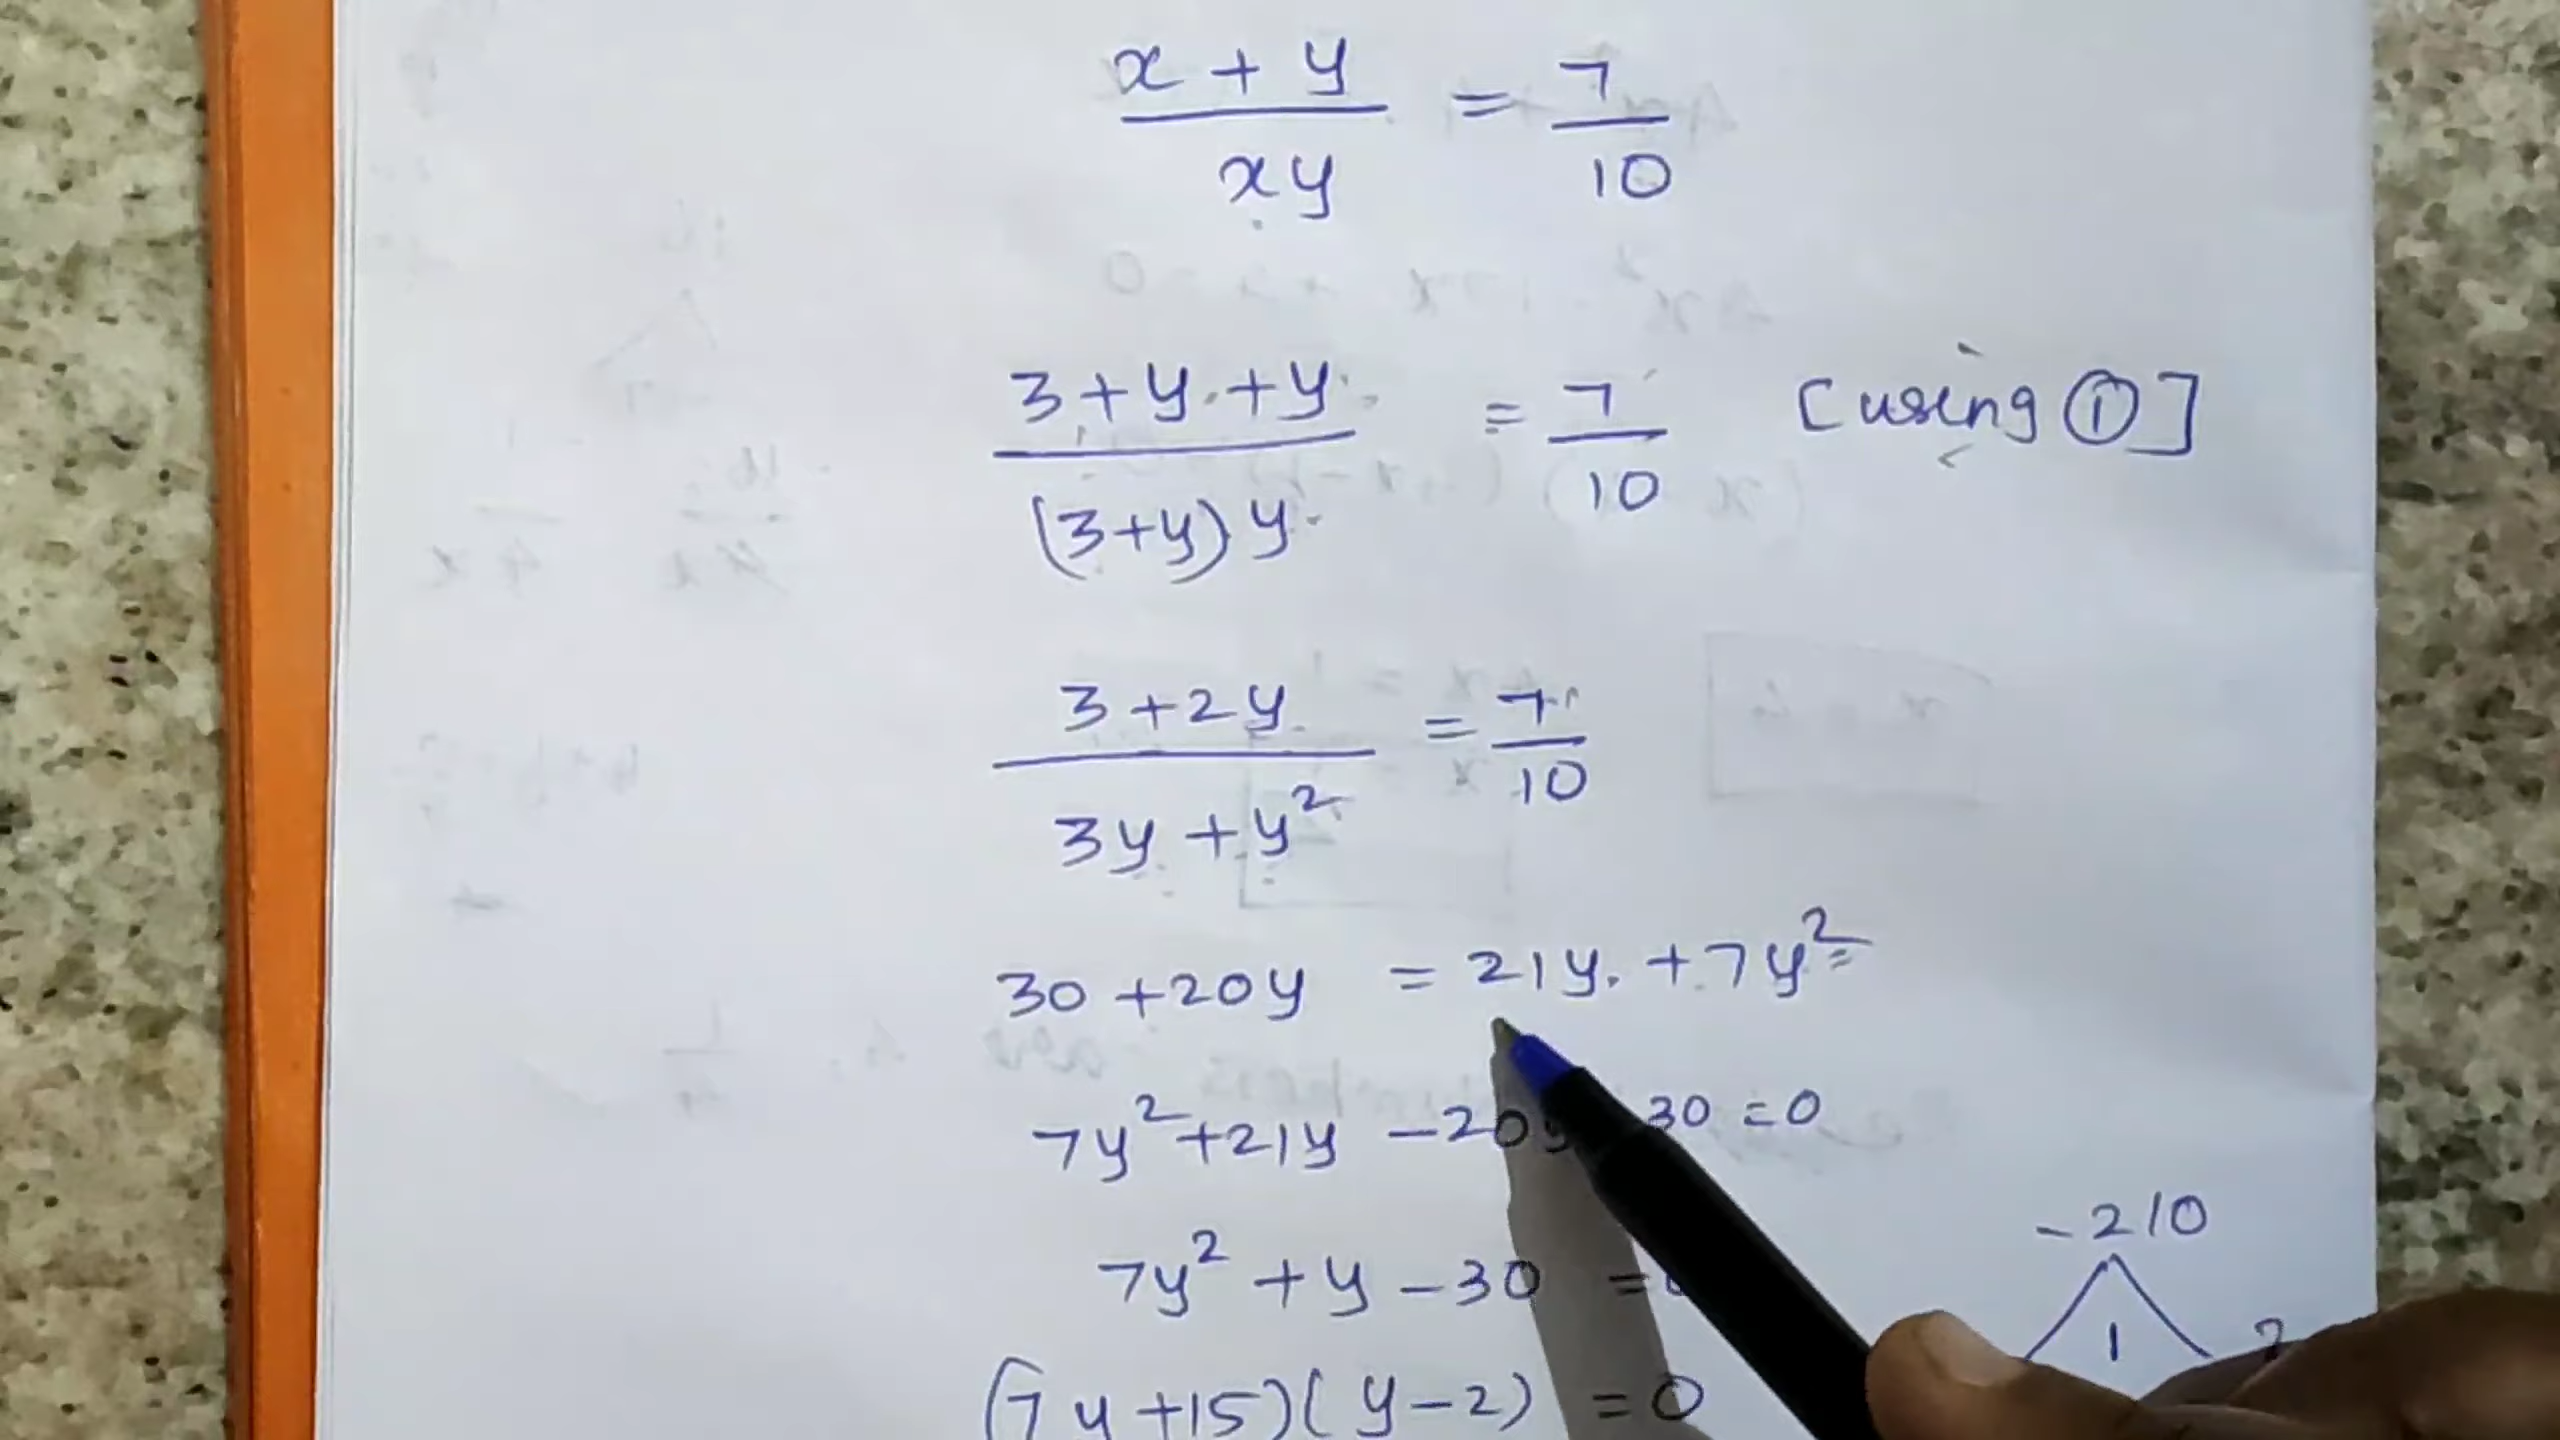 x + y / xy = 7/10
3 + y + y / (3+y) y = 7/10 [using ①]
3 + 2y / 3y + y² = 7/10
30 + 20y = 21y + 7y²
7y² + 21y - 20y 30 = 0
7y² + y - 30 =
(7y + 15)(y - 2) = 0
-210
1